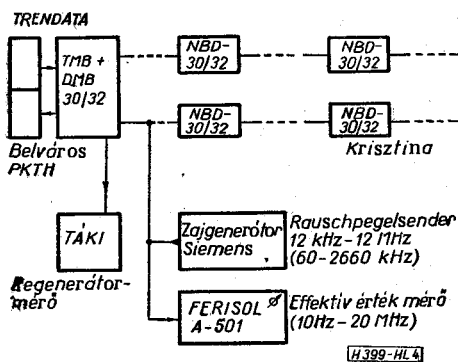 TRENDATA
TMB +
DMB
30/32
NBD-
30/32
NBD-
30/32
NBD-
30/32
NBD-
30/32
Belváros
PKTH
Krisztina
TÁKI
Regenerátor-
mérő
Zajgenerátor
Siemens
Rauschpegelsender
12 kHz-12 MHz
(60-2660 kHz)
FERISOL
A-501
Effektív érték mérő
(10Hz-20 MHz)
H399-HL4